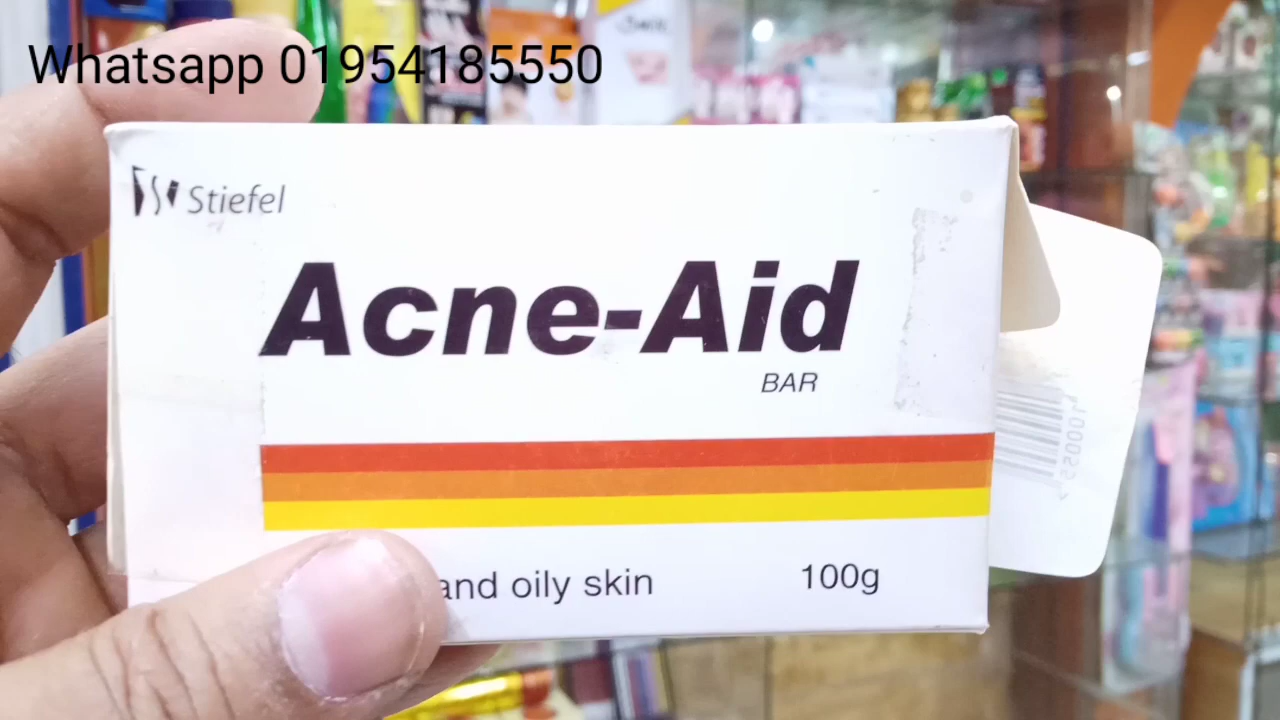 Whatsapp 01954185550
Stiefel
Acne-Aid
BAR
and oily skin
100g